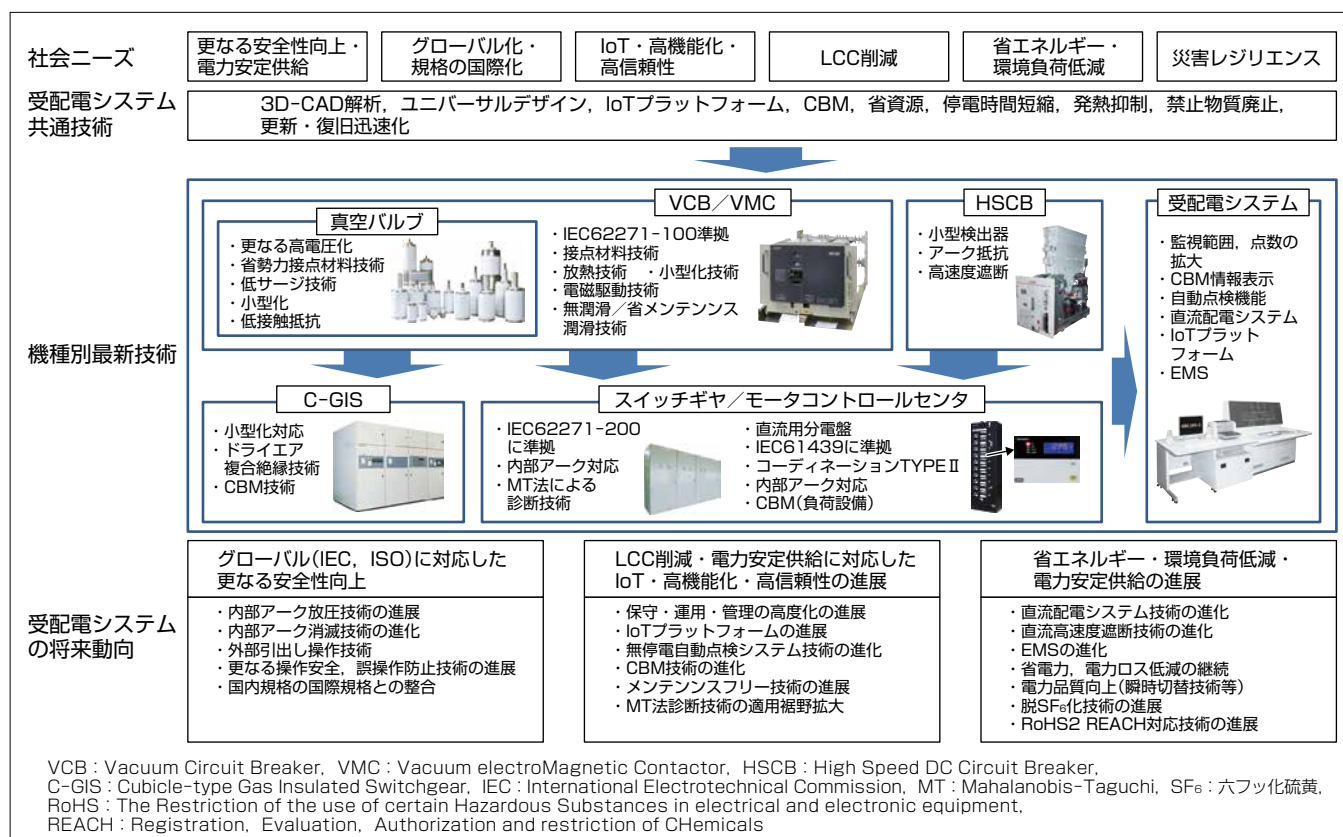 社会ニーズ
更なる安全性向上・
電力安定供給
グローバル化・
規格の国際化
IoT・高機能化・
高信頼性
LCC削減
省エネルギー・
環境負荷低減
災害レジリエンス
受配電システム
共通技術
3D-CAD解析，ユニバーサルデザイン，IoTプラットフォーム，CBM，省資源，停電時間短縮，発熱抑制，禁止物質廃止，
更新・復旧迅速化
機種別最新技術
真空バルブ
・更なる高電圧化
・省勢力接点材料技術
・低サージ技術
・小型化
・低接触抵抗
VCB／VMC
・IEC62271-100準拠
・接点材料技術
・放熱技術　・小型化技術
・電磁駆動技術
・無潤滑／省メンテンンス
潤滑技術
HSCB
・小型検出器
・アーク抵抗
・高速度遮断
受配電システム
・監視範囲，点数の
拡大
・CBM情報表示
・自動点検機能
・直流配電システム
・IoTプラット
フォーム
・EMS
C-GIS
・小型化対応
・ドライエア
複合絶縁技術
・CBM技術
スイッチギヤ／モータコントロールセンタ
・IEC62271-200
に準拠
・内部アーク対応
・MT法による
診断技術
・直流用分電盤
・IEC61439に準拠
・コーディネーションTYPEⅡ
・内部アーク対応
・CBM(負荷設備)
受配電システム
の将来動向
グローバル(IEC，ISO)に対応した
更なる安全性向上
・内部アーク放圧技術の進展
・内部アーク消滅技術の進化
・外部引出し操作技術
・更なる操作安全，誤操作防止技術の進展
・国内規格の国際規格との整合
LCC削減・電力安定供給に対応した
IoT・高機能化・高信頼性の進展
・保守・運用・管理の高度化の進展
・IoTプラットフォームの進展
・無停電自動点検システム技術の進化
・CBM技術の進化
・メンテンンスフリー技術の進展
・MT法診断技術の適用裾野拡大
省エネルギー・環境負荷低減・
電力安定供給の進展
・直流配電システム技術の進化
・直流高速度遮断技術の進化
・EMSの進化
・省電力，電力ロス低減の継続
・電力品質向上(瞬時切替技術等)
・脱SF₆化技術の進展
・RoHS2 REACH対応技術の進展
VCB：Vacuum Circuit Breaker，VMC：Vacuum electroMagnetic Contactor，HSCB：High Speed DC Circuit Breaker，
C-GIS：Cubicle-type Gas Insulated Switchgear，IEC：International Electrotechnical Commission，MT：Mahalanobis-Taguchi，SF₆：六フッ化硫黄，
RoHS：The Restriction of the use of certain Hazardous Substances in electrical and electronic equipment，
REACH：Registration，Evaluation，Authorization and restriction of CHemicals